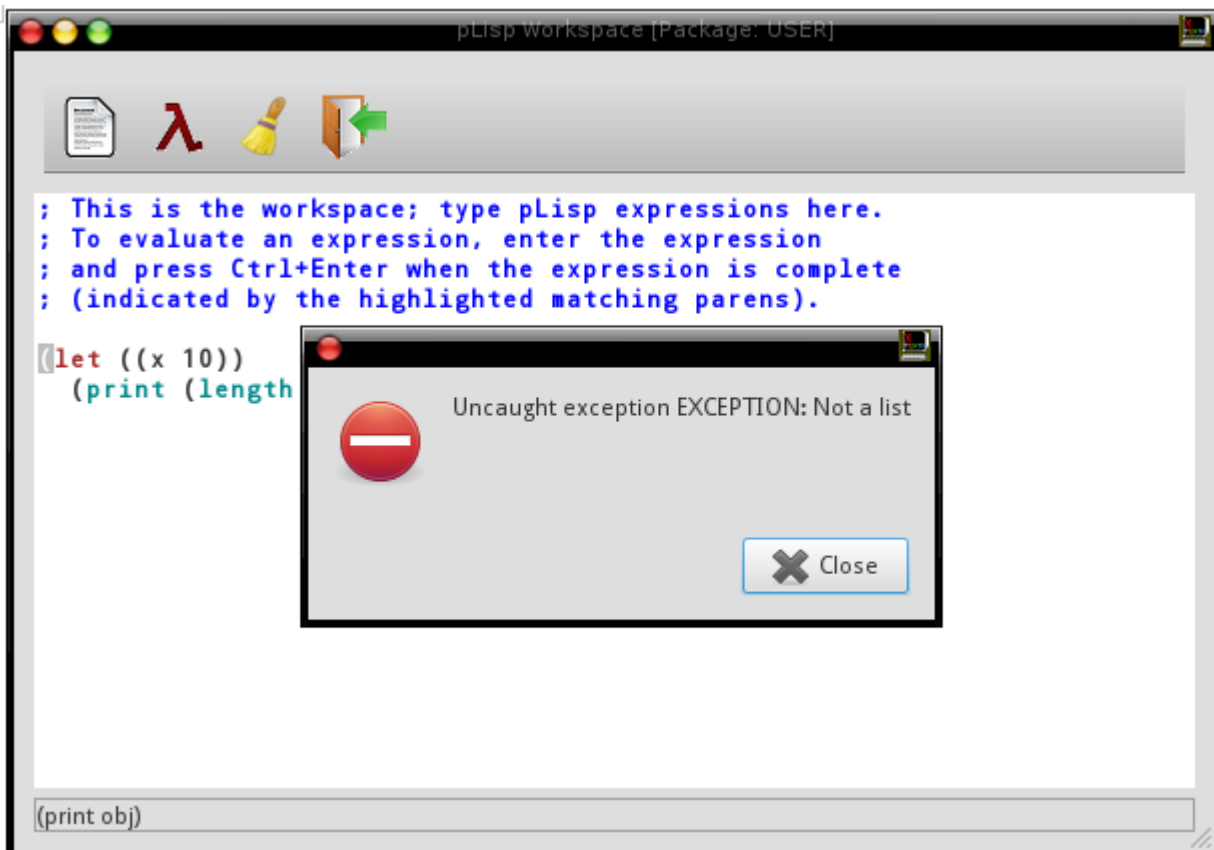 pLisp Workspace [Package: USER]
; This is the workspace; type pLisp expressions here.
; To evaluate an expression, enter the expression
; and press Ctrl+Enter when the expression is complete
; (indicated by the highlighted matching parens).
(let ((x 10))
(print (length
Uncaught exception EXCEPTION: Not a list
Close
(print obj)